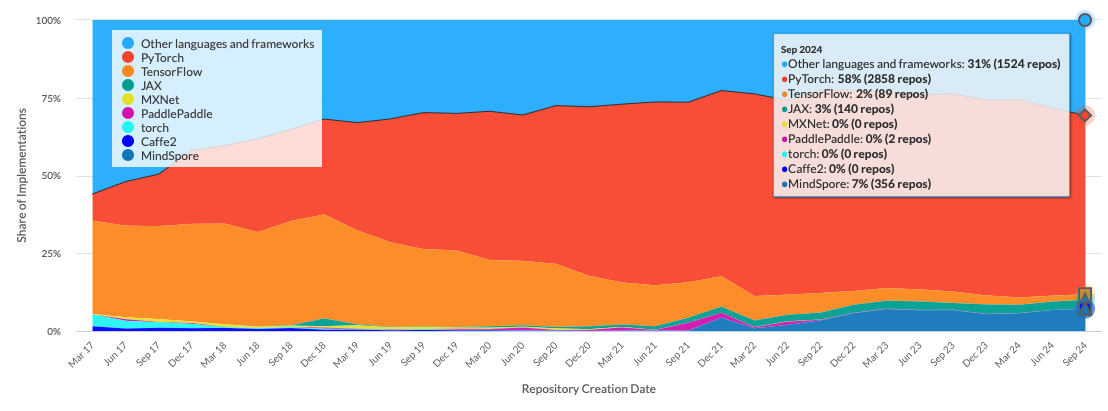 100%
75%
50%
25%
0%
Share of Implementations
Other languages and frameworks
PyTorch
TensorFlow
JAX
MXNet
PaddlePaddle
torch
Caffe2
MindSpore
Sep 2024
Other languages and frameworks: 31% (1524 repos)
PyTorch: 58% (2858 repos)
TensorFlow: 2% (89 repos)
JAX: 3% (140 repos)
MXNet: 0% (0 repos)
PaddlePaddle: 0% (2 repos)
torch: 0% (0 repos)
Caffe2: 0% (0 repos)
MindSpore: 7% (356 repos)
Mar 17
Jun 17
Sep 17
Dec 17
Mar 18
Jun 18
Sep 18
Dec 18
Mar 19
Jun 19
Sep 19
Dec 19
Mar 20
Jun 20
Sep 20
Dec 20
Mar 21
Jun 21
Sep 21
Dec 21
Mar 22
Jun 22
Sep 22
Dec 22
Mar 23
Jun 23
Sep 23
Dec 23
Mar 24
Jun 24
Sep 24
Repository Creation Date